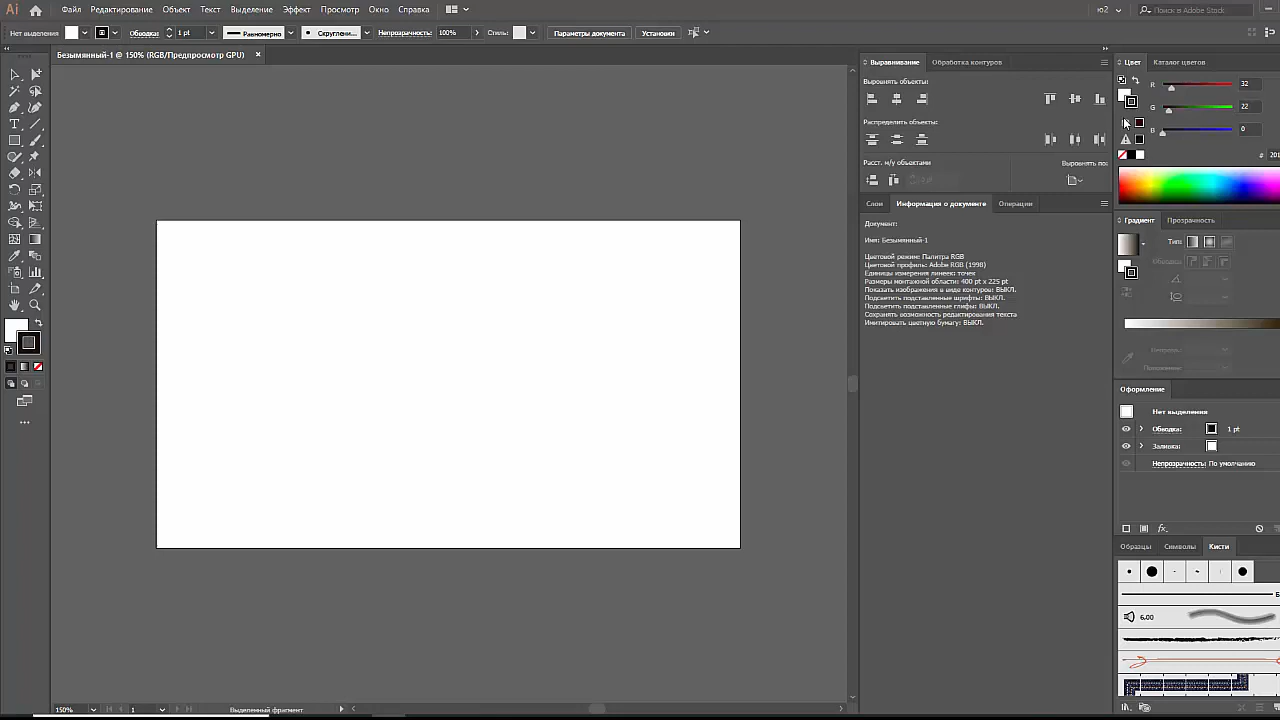 Ai Файл Редактирование Объект Текст Выделение Эффект Просмотр Окно Справка
ю2 Поиск в Adobe Stock
Нет выделения Обводка: 1 pt Равномерно Скруглени... Непрозрачность: 100% Стиль: Параметры документа Установки
Безымянный-1 @ 150% (RGB/Предпросмотр GPU)
Выравнивание Обработка контуров
Выровнять объекты:
Распределить объекты:
Расст. м/у объектами Выровнять по:
Слои Информация о документе Операции
Документ:
Имя: Безымянный-1
Цветовой режим: Палитра RGB
Цветовой профиль: Adobe RGB (1998)
Единицы измерения линеек: точек
Размеры монтажной области: 400 pt x 225 pt
Показать изображения в виде контуров: ВЫКЛ.
Подсветить подставленные шрифты: ВЫКЛ.
Подсветить подставленные глифы: ВЫКЛ.
Сохранять возможность редактирования текста
Имитировать цветную бумагу: ВЫКЛ.
Цвет Каталог цветов
R 32
G 22
B 0
# 201
Градиент Прозрачность
Тип:
Обводка:
Оформление
Нет выделения
Обводка: 1 pt
Заливка:
Непрозрачность: По умолчанию
fx.
Образцы Символы Кисти
Б
6.00
150% 1 Выделенный фрагмент